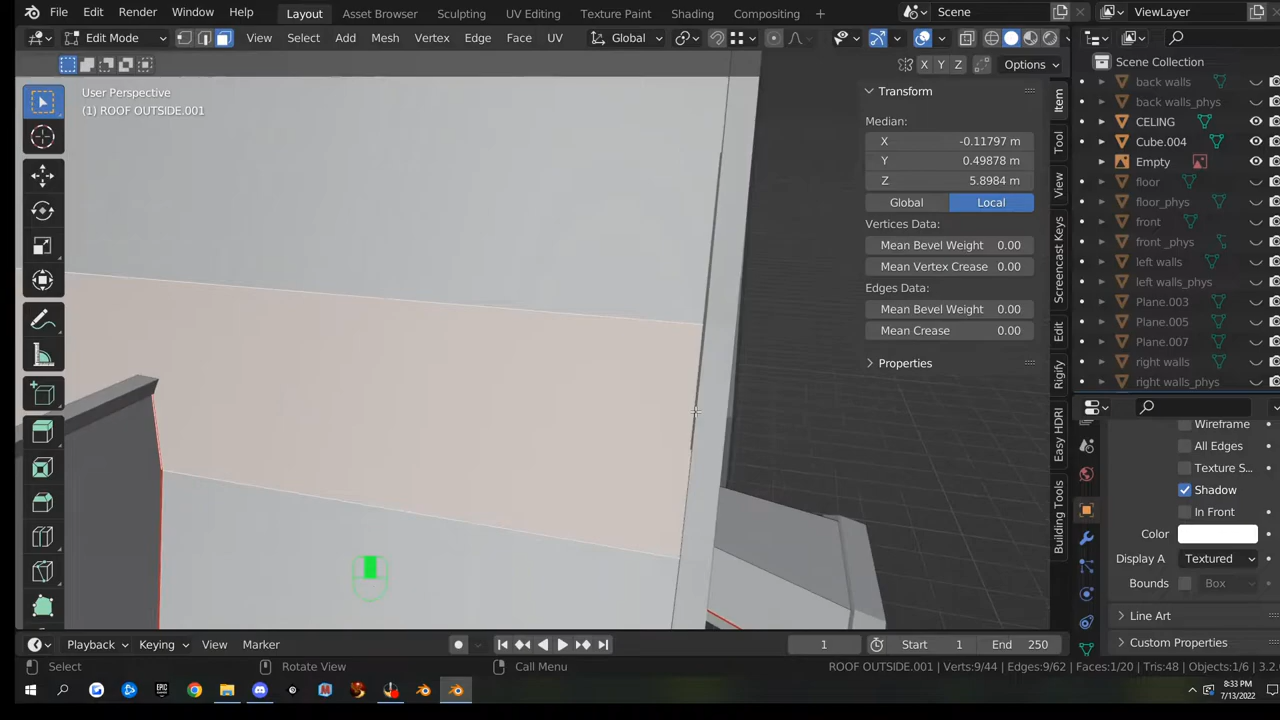 File Edit Render Window Help Layout Asset Browser Sculpting UV Editing Texture Paint Shading Compositing + Scene ViewLayer
Edit Mode View Select Add Mesh Vertex Edge Face UV Global
X Y Z Options
User Perspective
(1) ROOF OUTSIDE.001
Transform
Median:
X -0.11797 m
Y 0.49878 m
Z 5.8984 m
Global Local
Vertices Data:
Mean Bevel Weight 0.00
Mean Vertex Crease 0.00
Edges Data:
Mean Bevel Weight 0.00
Mean Crease 0.00
Properties
Item
Tool
View
Screencast Keys
Edit
Rigify
Easy HDRI
Building Tools
Scene Collection
back walls
back walls_phys
CELING
Cube.004
Empty
floor
floor_phys
front
front _phys
left walls
left walls_phys
Plane.003
Plane.005
Plane.007
right walls
right walls_phys
Wireframe
All Edges
Texture S...
Shadow
In Front
Color
Display A Textured
Bounds Box
Line Art
Custom Properties
Playback Keying View Marker 1 Start 1 End 250
Select Rotate View Call Menu ROOF OUTSIDE.001 | Verts:9/44 | Edges:9/62 | Faces:1/20 | Tris:48 | Objects:1/6 | 3.2.
8:33 PM
7/13/2022